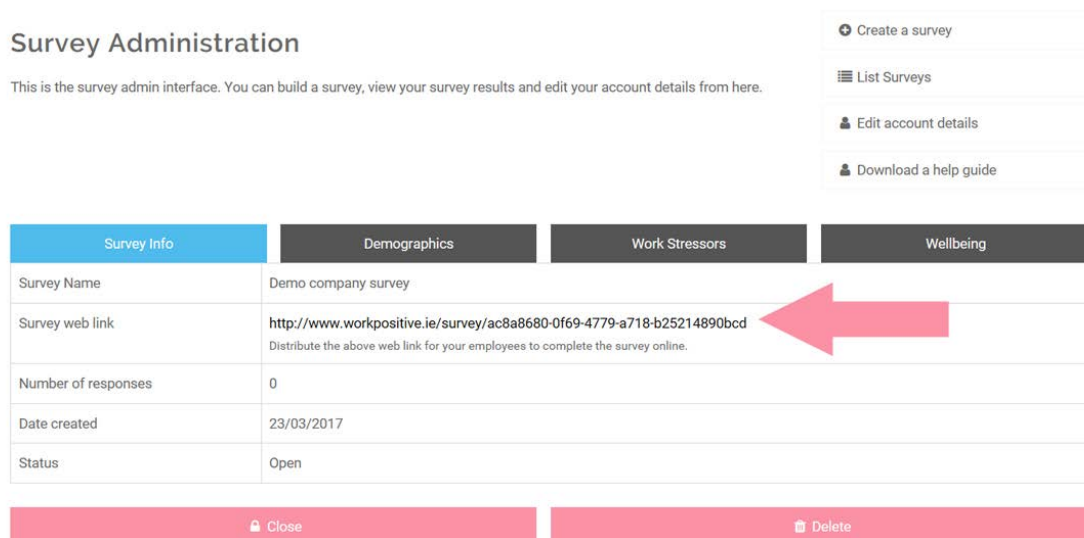 Survey Administration
This is the survey admin interface. You can build a survey, view your survey results and edit your account details from here.
Create a survey
List Surveys
Edit account details
Download a help guide
Survey Info Demographics Work Stressors Wellbeing
Survey Name Demo company survey
Survey web link http://www.workpositive.ie/survey/ac8a8680-0f69-4779-a718-b25214890bcd
Distribute the above web link for your employees to complete the survey online.
Number of responses 0
Date created 23/03/2017
Status Open
Close Delete